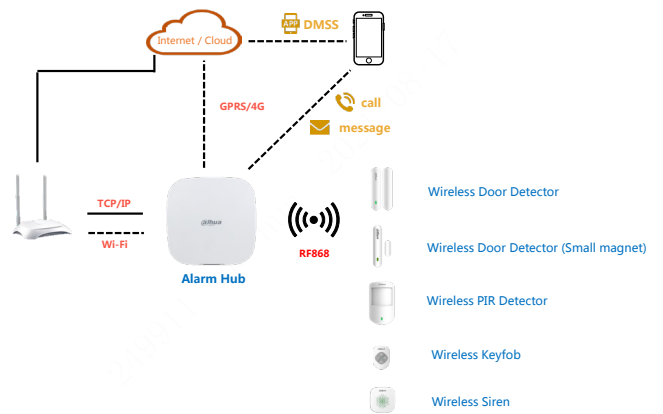 APP DMSS
Internet / Cloud
GPRS/4G
call
message
TCP/IP
Wi-Fi
alhua
Alarm Hub
RF868
Wireless Door Detector
Wireless Door Detector (Small magnet)
Wireless PIR Detector
Wireless Keyfob
Wireless Siren